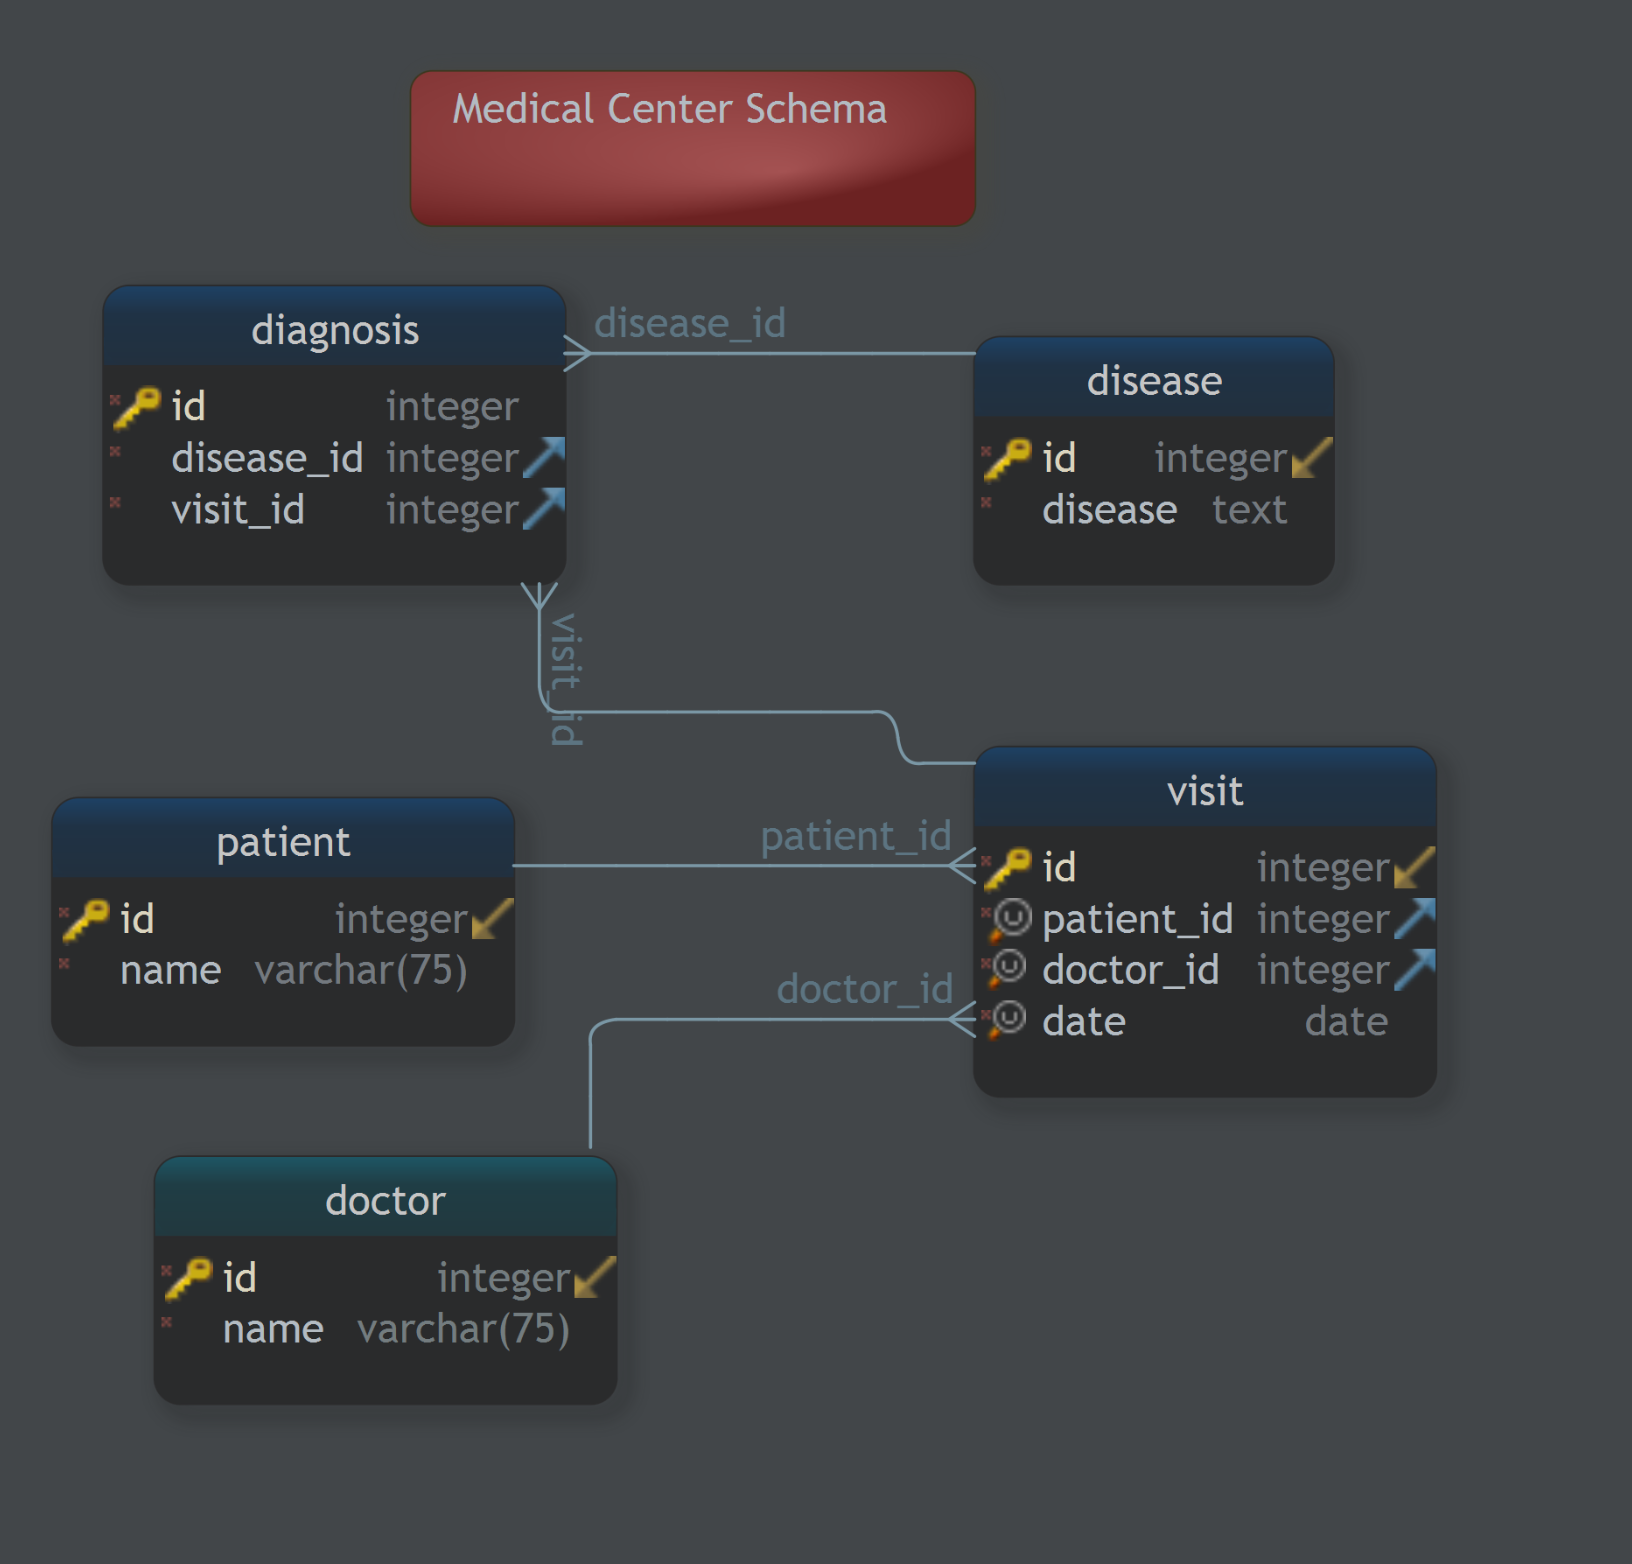 Medical Center Schema
diagnosis
id integer
disease_id integer
visit_id integer
disease_id
disease
id integer
disease text
visit_id
patient
id integer
name varchar(75)
patient_id
doctor_id
visit
id integer
patient_id integer
doctor_id integer
date date
doctor
id integer
name varchar(75)